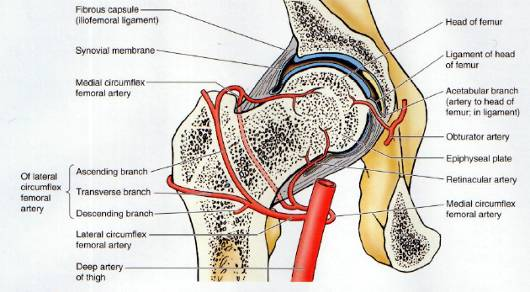 Fibrous capsule
(iliofemoral ligament)
Synovial membrane
Medial circumflex
femoral artery
Of lateral
circumflex
femoral
artery
Ascending branch
Transverse branch
Descending branch
Lateral circumflex
femoral artery
Deep artery
of thigh
Head of femur
Ligament of head
of femur
Acetabular branch
(artery to head of
femur; in ligament)
Obturator artery
Epiphyseal plate
Retinacular artery
Medial circumflex
femoral artery